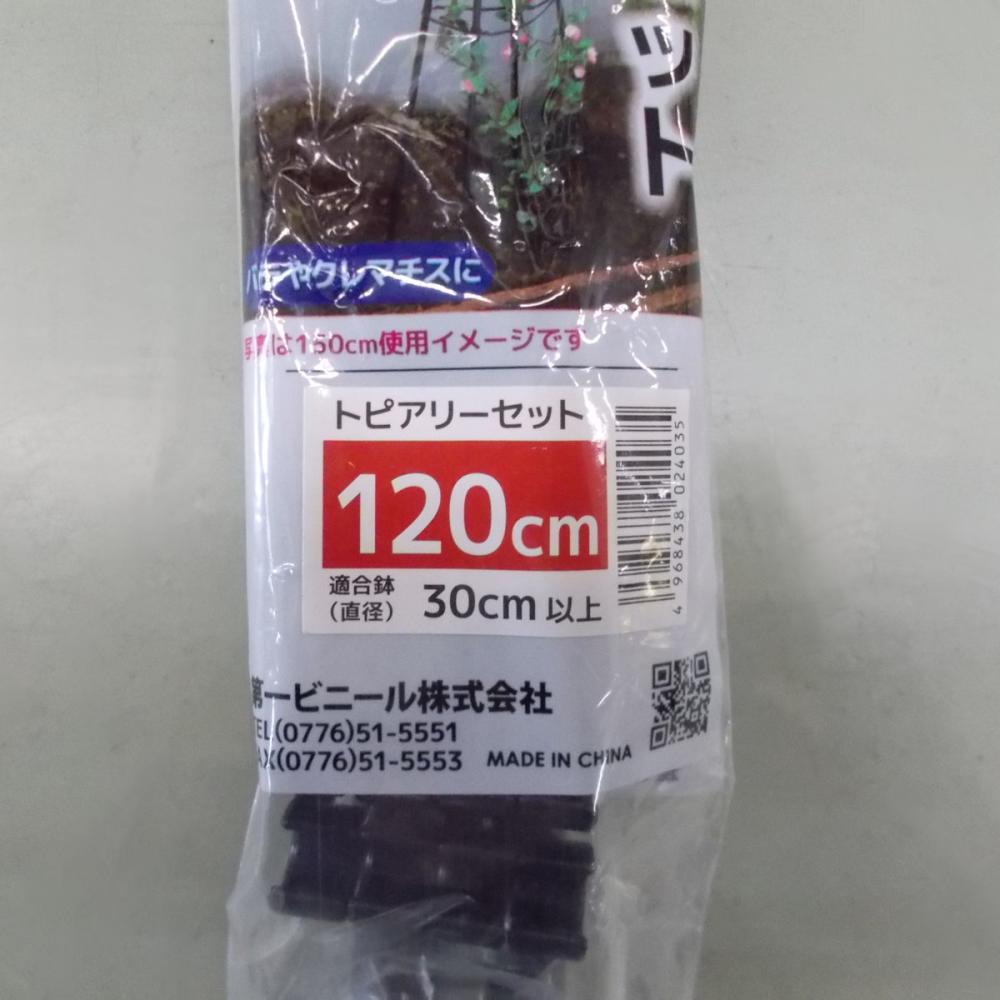 ット
バラやクレマチスに
写真は150cm使用イメージです
トピアリーセット
120cm
適合鉢
(直径)
30cm 以上
4 968438 024035
第一ビニール株式会社
TEL(0776)51-5551
FAX(0776)51-5553
MADE IN CHINA